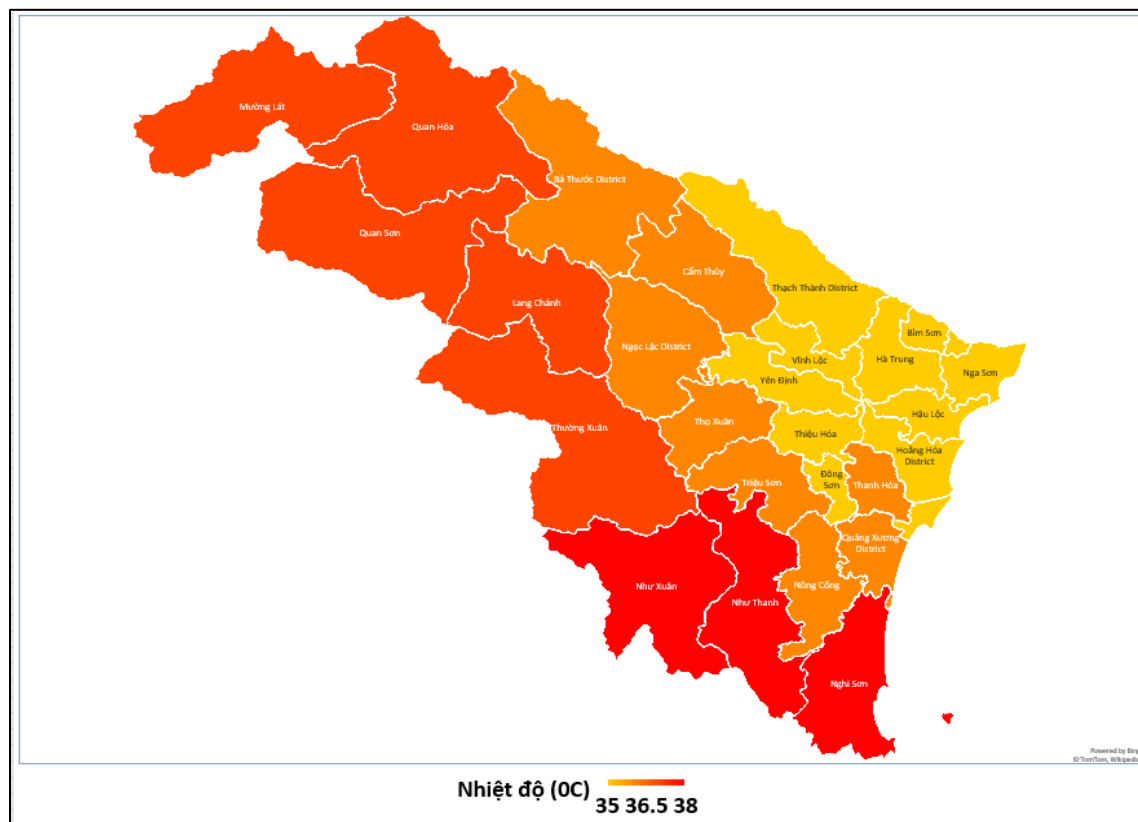 Mường Lát
Quan Hóa
Bá Thước District
Quan Sơn
Cẩm Thủy
Thạch Thành District
Lang Chánh
Bỉm Sơn
Ngọc Lặc District
Vĩnh Lộc
Hà Trung
Nga Sơn
Yên Định
Hậu Lộc
Thọ Xuân
Thường Xuân
Thiệu Hóa
Hoằng Hóa
District
Đông
Sơn
Triệu Sơn
Thanh Hóa
Quảng Xương
District
Như Xuân
Nông Cống
Như Thanh
Nghi Sơn
Powered by Bing
© TomTom, Wikipedia
Nhiệt độ (0C)
35 36.5 38